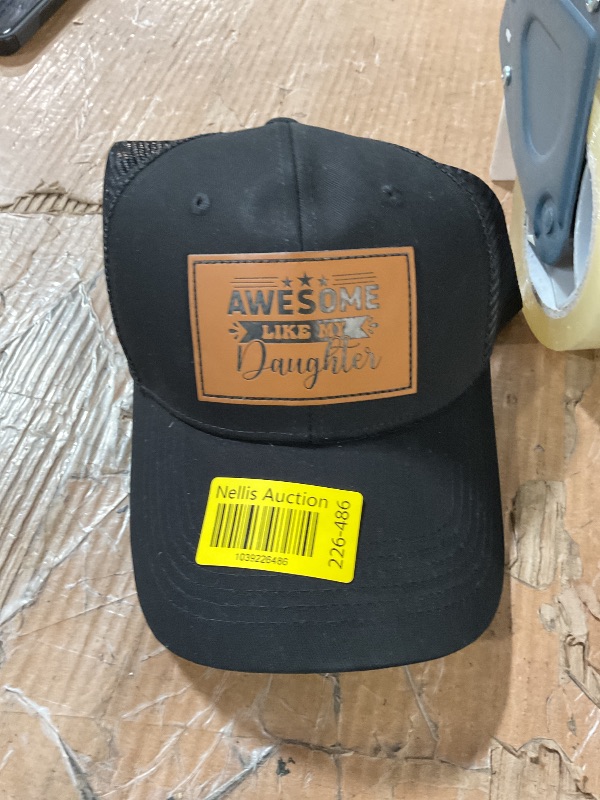 AWESOME
LIKE MY
Daughter
Nellis Auction
1039226486
226-486